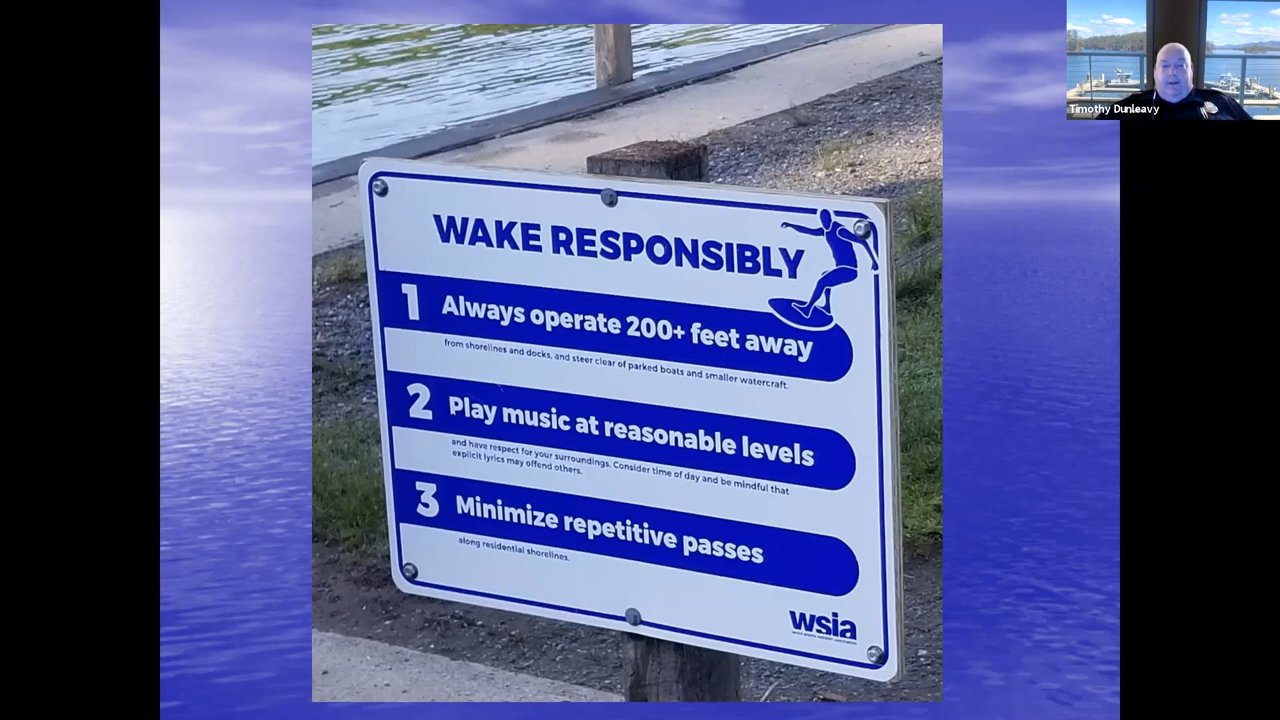 Timothy Dunleavy
WAKE RESPONSIBLY
1 Always operate 200+ feet away
from shorelines and docks, and steer clear of parked boats and smaller watercraft.
2 Play music at reasonable levels
and have respect for your surroundings. Consider time of day and be mindful that
explicit lyrics may offend others.
3 Minimize repetitive passes
along residential shorelines.
wsia